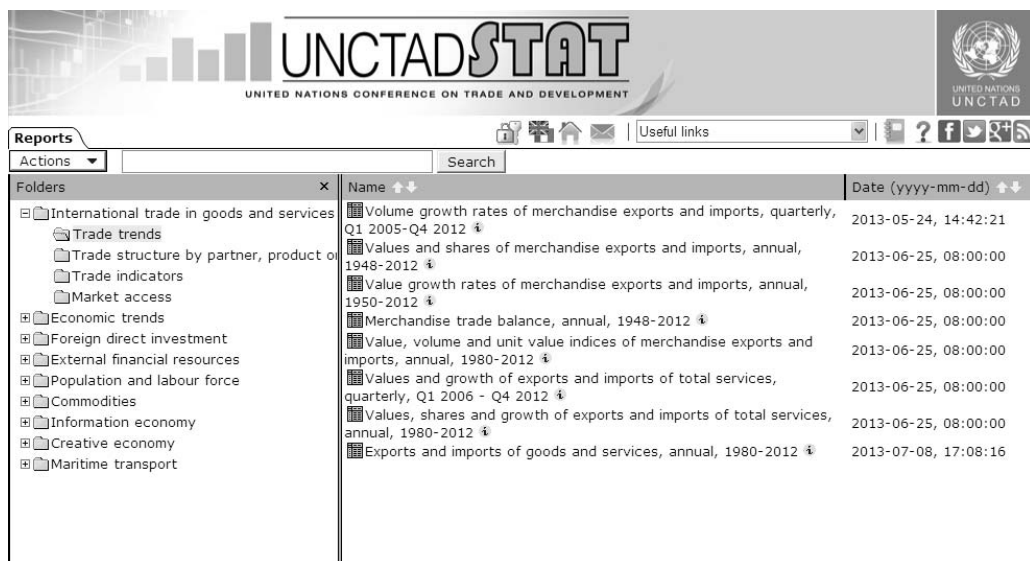 UNCTADSTAT
UNITED NATIONS CONFERENCE ON TRADE AND DEVELOPMENT
UNITED NATIONS
UNCTAD
Reports
Useful links
Actions
Search
Folders
International trade in goods and services
Trade trends
Trade structure by partner, product or
Trade indicators
Market access
Economic trends
Foreign direct investment
External financial resources
Population and labour force
Commodities
Information economy
Creative economy
Maritime transport
Name Date (yyyy-mm-dd)
Volume growth rates of merchandise exports and imports, quarterly,
Q1 2005-Q4 2012 2013-05-24, 14:42:21
Values and shares of merchandise exports and imports, annual,
1948-2012 2013-06-25, 08:00:00
Value growth rates of merchandise exports and imports, annual,
1950-2012 2013-06-25, 08:00:00
Merchandise trade balance, annual, 1948-2012 2013-06-25, 08:00:00
Value, volume and unit value indices of merchandise exports and
imports, annual, 1980-2012 2013-06-25, 08:00:00
Values and growth of exports and imports of total services,
quarterly, Q1 2006 - Q4 2012 2013-06-25, 08:00:00
Values, shares and growth of exports and imports of total services,
annual, 1980-2012 2013-06-25, 08:00:00
Exports and imports of goods and services, annual, 1980-2012 2013-07-08, 17:08:16